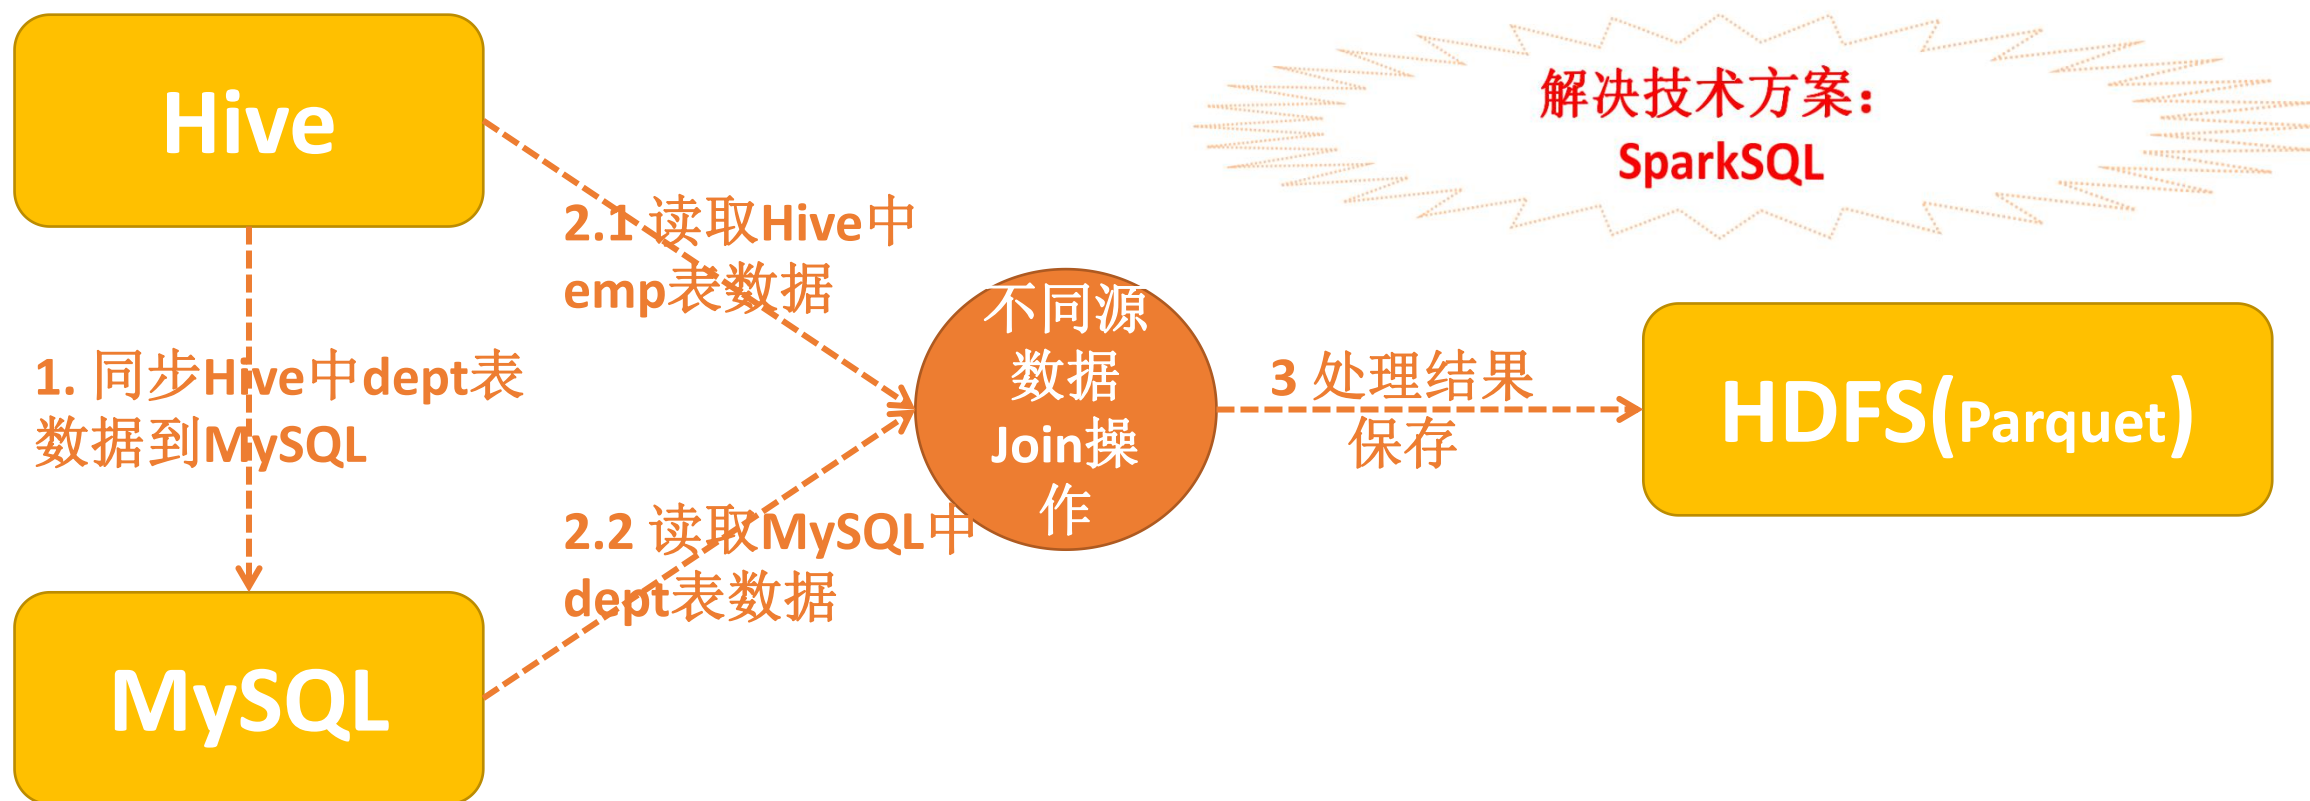 Hive
解决技术方案：
SparkSQL
2.1 读取Hive中
emp表数据
不同源
数据
Join操
作
1. 同步Hive中dept表
数据到MySQL
3 处理结果
保存
HDFS(Parquet)
2.2 读取MySQL中
dept表数据
MySQL